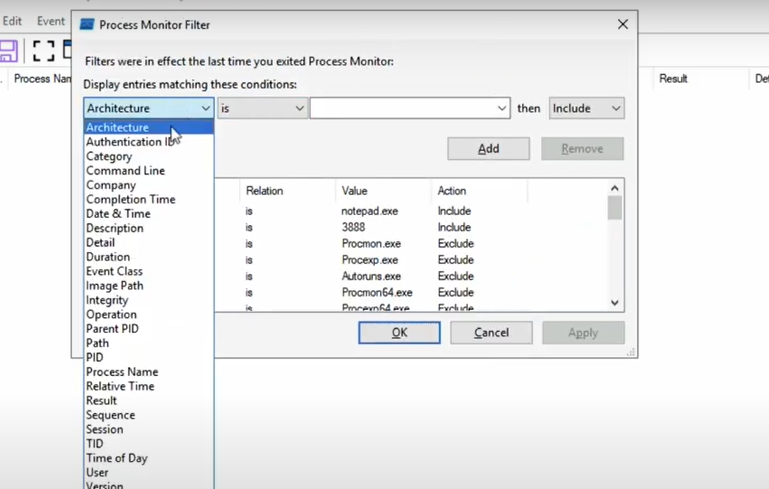 Edit Event
Process Monitor Filter
Filters were in effect the last time you exited Process Monitor:
Display entries matching these conditions:
Process Nan Result Det
Architecture is then Include
Architecture
Authentication ID
Category
Command Line
Company
Completion Time
Date & Time
Description
Detail
Duration
Event Class
Image Path
Integrity
Operation
Parent PID
Path
PID
Process Name
Relative Time
Result
Sequence
Session
TID
Time of Day
User
Version
Add Remove
Relation Value Action
is notepad.exe Include
is 3888 Include
is Procmon.exe Exclude
is Procexp.exe Exclude
is Autoruns.exe Exclude
is Procmon64.exe Exclude
is Procexp64.exe Exclude
OK Cancel Apply